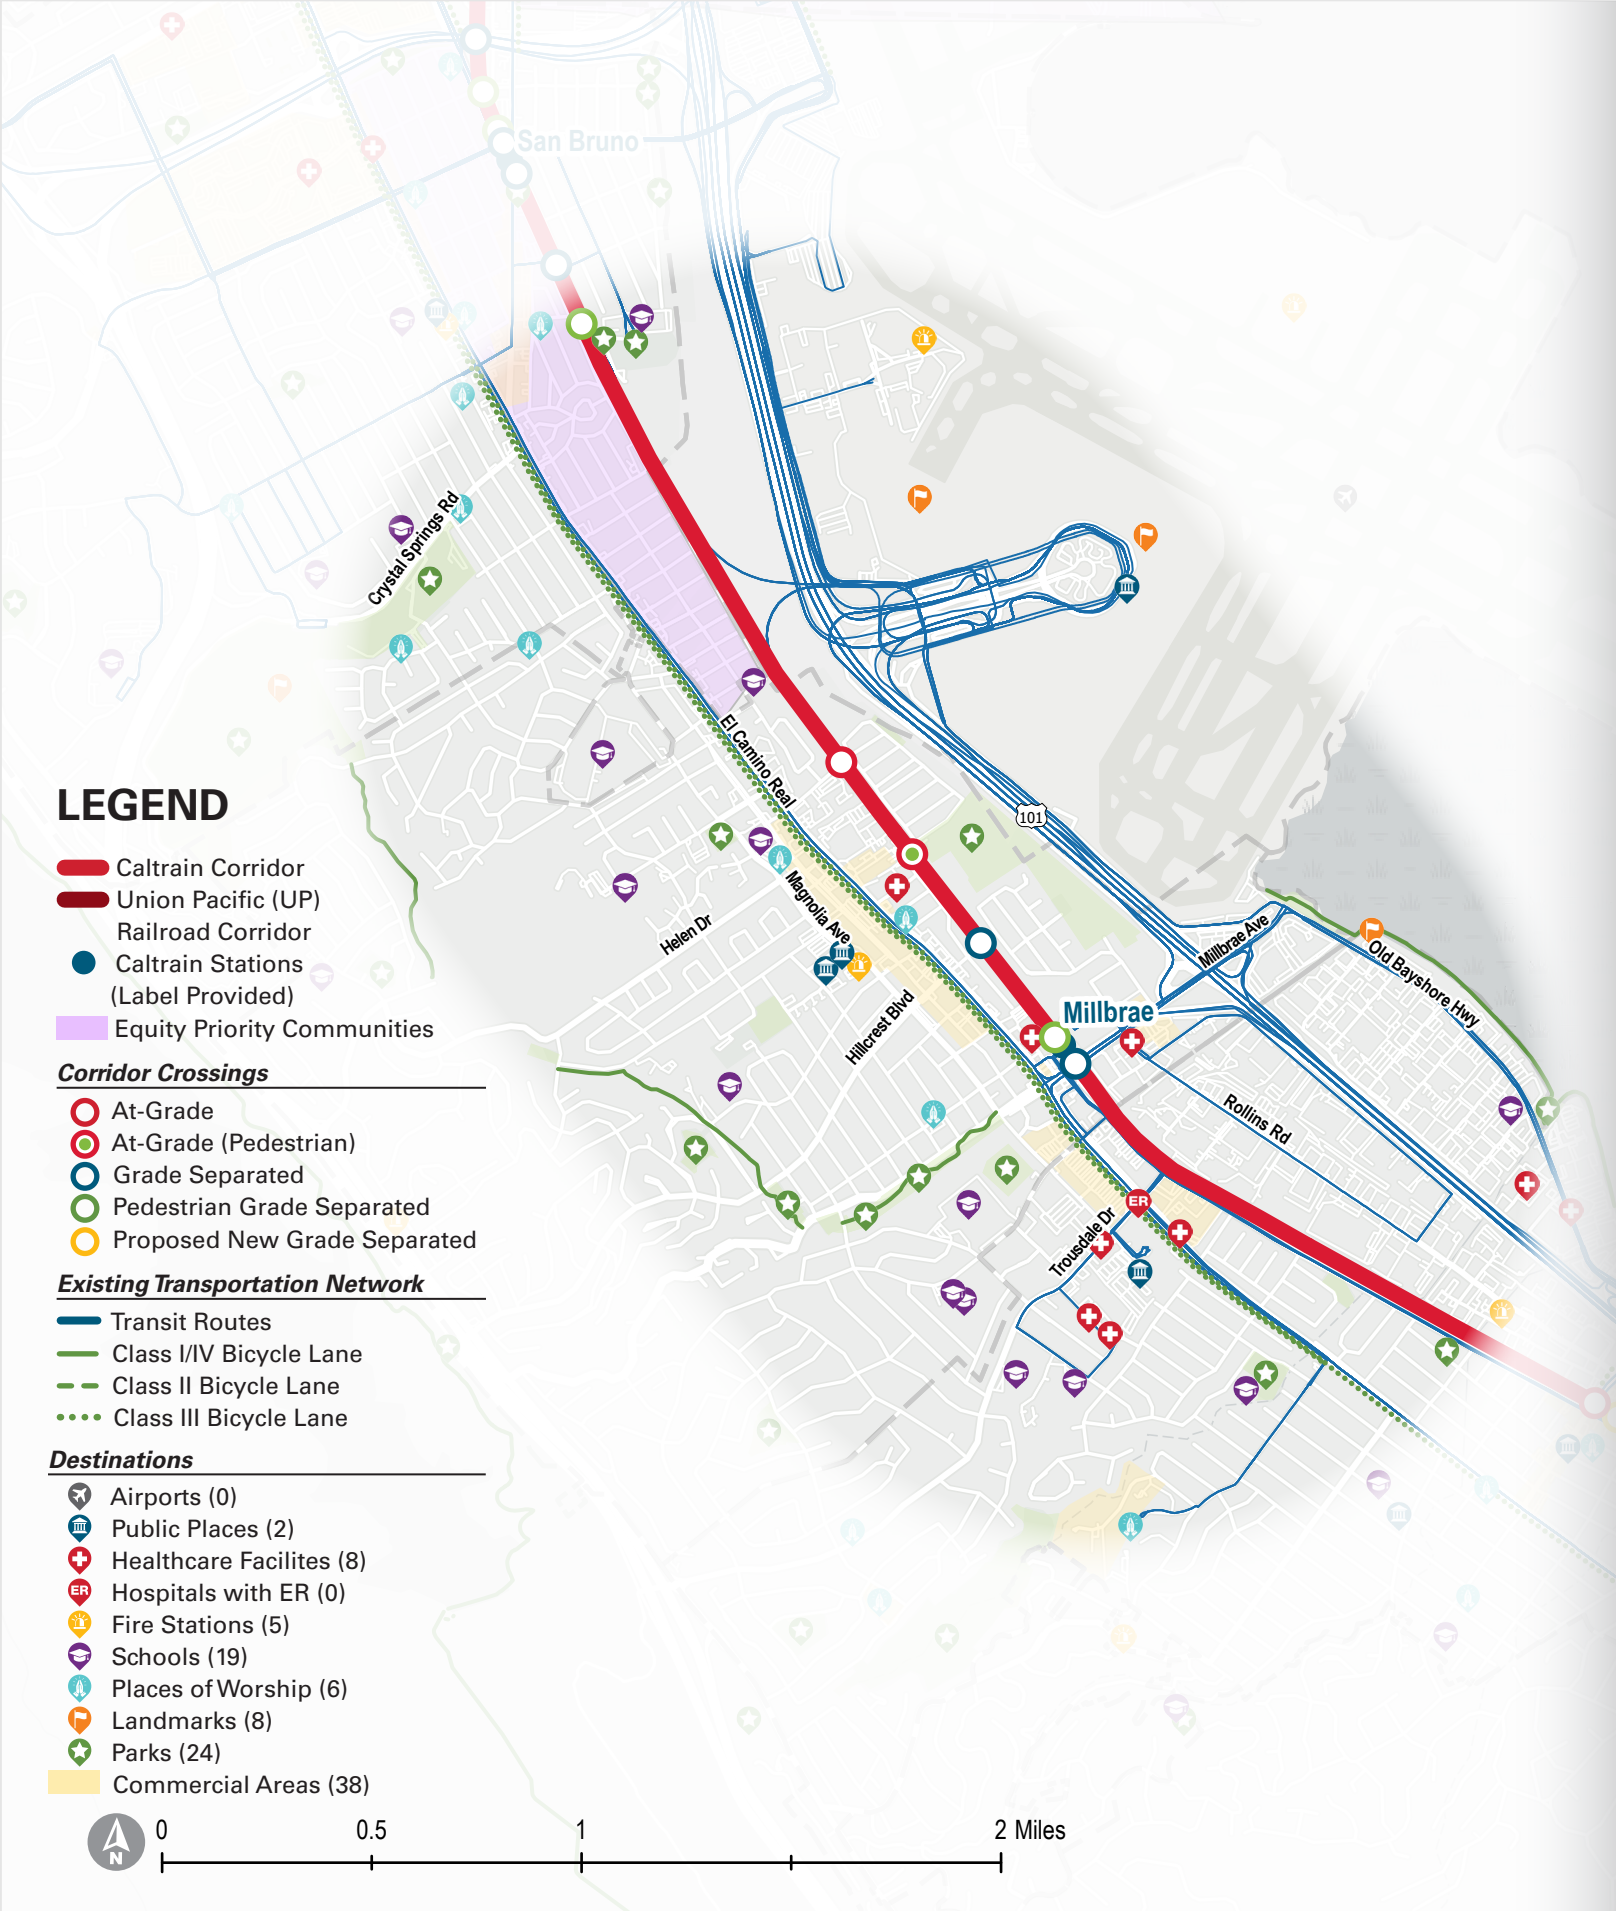 San Bruno
Crystal Springs Rd
El Camino Real
101
Magnolia Ave
Helen Dr
Hillcrest Blvd
Millbrae Ave
Old Bayshore Hwy
Millbrae
Rollins Rd
ER
Trousdale Dr
LEGEND
Caltrain Corridor
Union Pacific (UP)
Railroad Corridor
Caltrain Stations
(Label Provided)
Equity Priority Communities
Corridor Crossings
At-Grade
At-Grade (Pedestrian)
Grade Separated
Pedestrian Grade Separated
Proposed New Grade Separated
Existing Transportation Network
Transit Routes
Class I/IV Bicycle Lane
Class II Bicycle Lane
Class III Bicycle Lane
Destinations
Airports (0)
Public Places (2)
Healthcare Facilites (8)
ER Hospitals with ER (0)
Fire Stations (5)
Schools (19)
Places of Worship (6)
Landmarks (8)
Parks (24)
Commercial Areas (38)
N
0 0.5 1 2 Miles